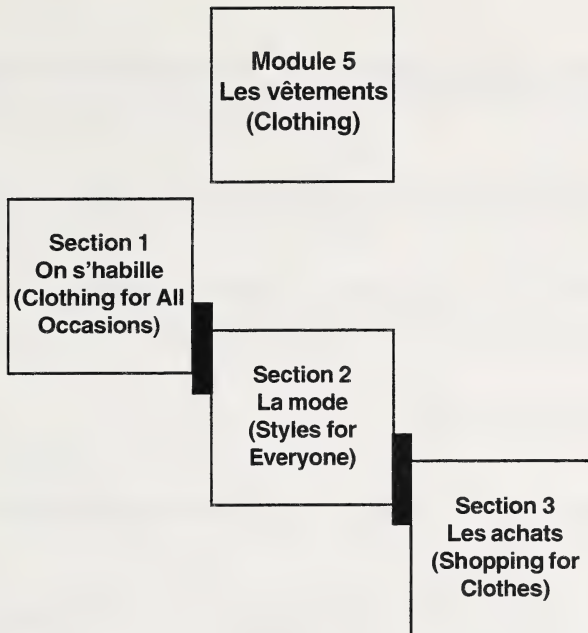 Module 5
Les vêtements
(Clothing)
Section 1
On s'habille
(Clothing for All
Occasions)
Section 2
La mode
(Styles for
Everyone)
Section 3
Les achats
(Shopping for
Clothes)